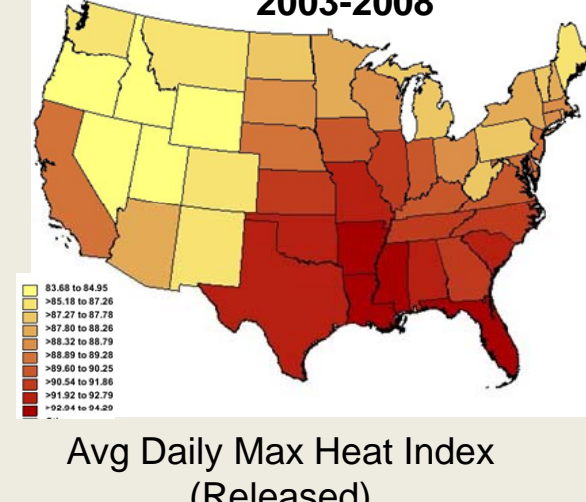 2003-2008
83.68 to 84.95
>85.18 to 87.26
>87.27 to 87.78
>87.80 to 88.26
>88.32 to 88.79
>88.89 to 89.28
>89.60 to 90.25
>90.54 to 91.86
>91.92 to 92.79
>92.94 to 94.29
Avg Daily Max Heat Index
(Released)